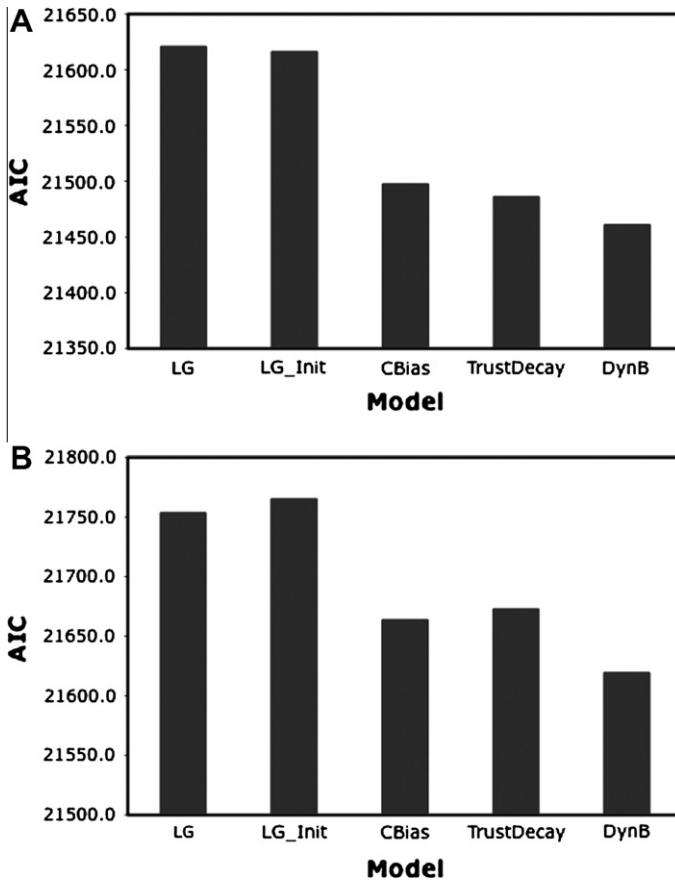 A
21650.0
21600.0
21550.0
21500.0
21450.0
21400.0
21350.0
AIC
LG LG_Init CBias TrustDecay DynB
Model
B
21800.0
21750.0
21700.0
21650.0
21600.0
21550.0
21500.0
AIC
LG LG_Init CBias TrustDecay DynB
Model